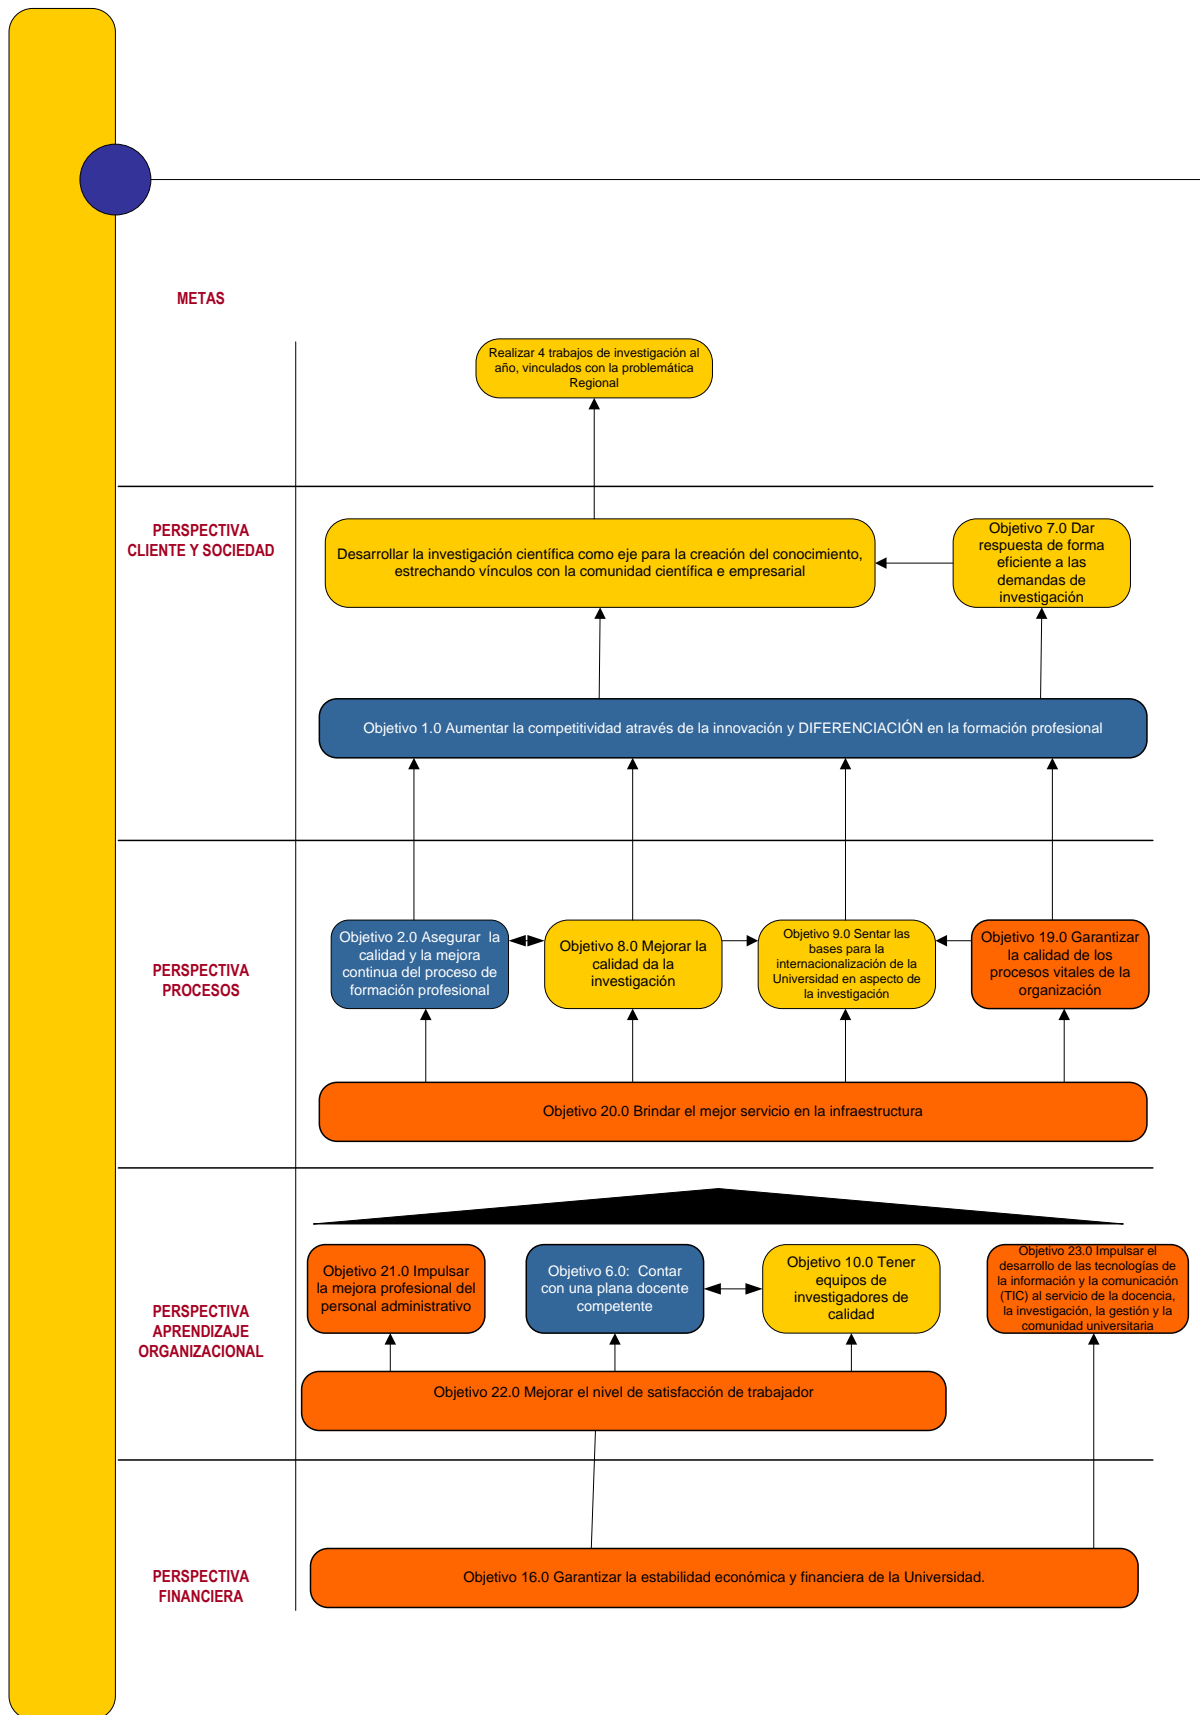 METAS
Realizar 4 trabajos de investigación al
año, vinculados con la problemática
Regional
PERSPECTIVA
CLIENTE Y SOCIEDAD
Desarrollar la investigación científica como eje para la creación del conocimiento,
estrechando vínculos con la comunidad científica e empresarial
Objetivo 7.0 Dar
respuesta de forma
eficiente a las
demandas de
investigación
Objetivo 1.0 Aumentar la competitividad através de la innovación y DIFERENCIACIÓN en la formación profesional
PERSPECTIVA
PROCESOS
Objetivo 2.0 Asegurar  la
calidad y la mejora
continua del proceso de
formación profesional
Objetivo 8.0 Mejorar la
calidad da la
investigación
Objetivo 9.0 Sentar las
bases para la
internacionalización de la
Universidad en aspecto de
la investigación
Objetivo 19.0 Garantizar
la calidad de los
procesos vitales de la
organización
Objetivo 20.0 Brindar el mejor servicio en la infraestructura
PERSPECTIVA
APRENDIZAJE
ORGANIZACIONAL
Objetivo 21.0 Impulsar
la mejora profesional del
personal administrativo
Objetivo 6.0:  Contar
con una plana docente
competente
Objetivo 10.0 Tener
equipos de
investigadores de
calidad
Objetivo 23.0 Impulsar el
desarrollo de las tecnologías de
la información y la comunicación
(TIC) al servicio de la docencia,
la investigación, la gestión y la
comunidad universitaria
Objetivo 22.0 Mejorar el nivel de satisfacción de trabajador
PERSPECTIVA
FINANCIERA
Objetivo 16.0 Garantizar la estabilidad económica y financiera de la Universidad.